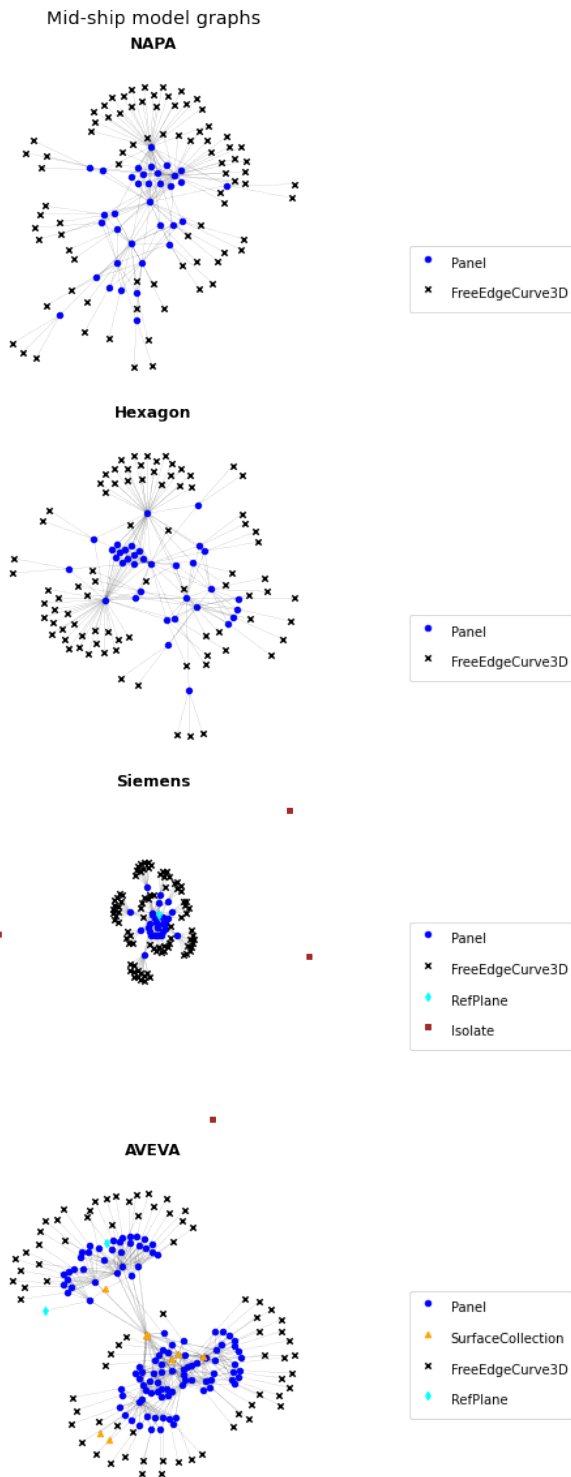 Mid-ship model graphs
NAPA
Panel
FreeEdgeCurve3D
Hexagon
Panel
FreeEdgeCurve3D
Siemens
Panel
FreeEdgeCurve3D
RefPlane
Isolate
AVEVA
Panel
SurfaceCollection
FreeEdgeCurve3D
RefPlane